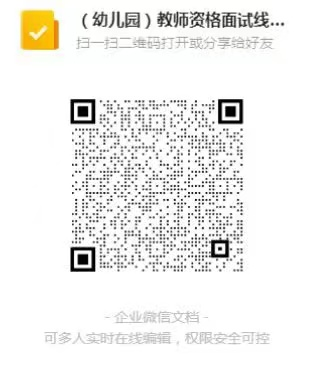 （幼儿园）教师资格面试线...
扫一扫二维码打开或分享给好友
- 企业微信文档 -
可多人实时在线编辑，权限安全可控